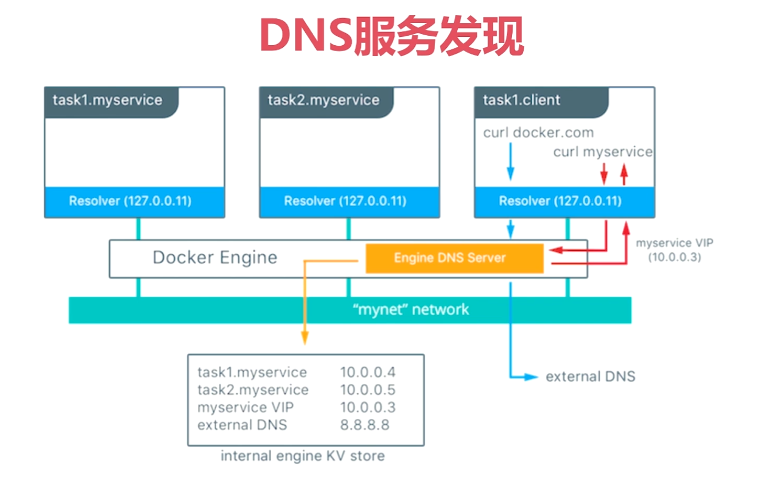 DNS服务发现
task1.myservice
task2.myservice
task1.client
curl docker.com
curl myservice
Resolver (127.0.0.11)
Resolver (127.0.0.11)
Resolver (127.0.0.11)
Docker Engine
Engine DNS Server
myservice VIP
(10.0.0.3)
"mynet" network
task1.myservice 10.0.0.4
task2.myservice 10.0.0.5
myservice VIP 10.0.0.3
external DNS 8.8.8.8
external DNS
internal engine KV store